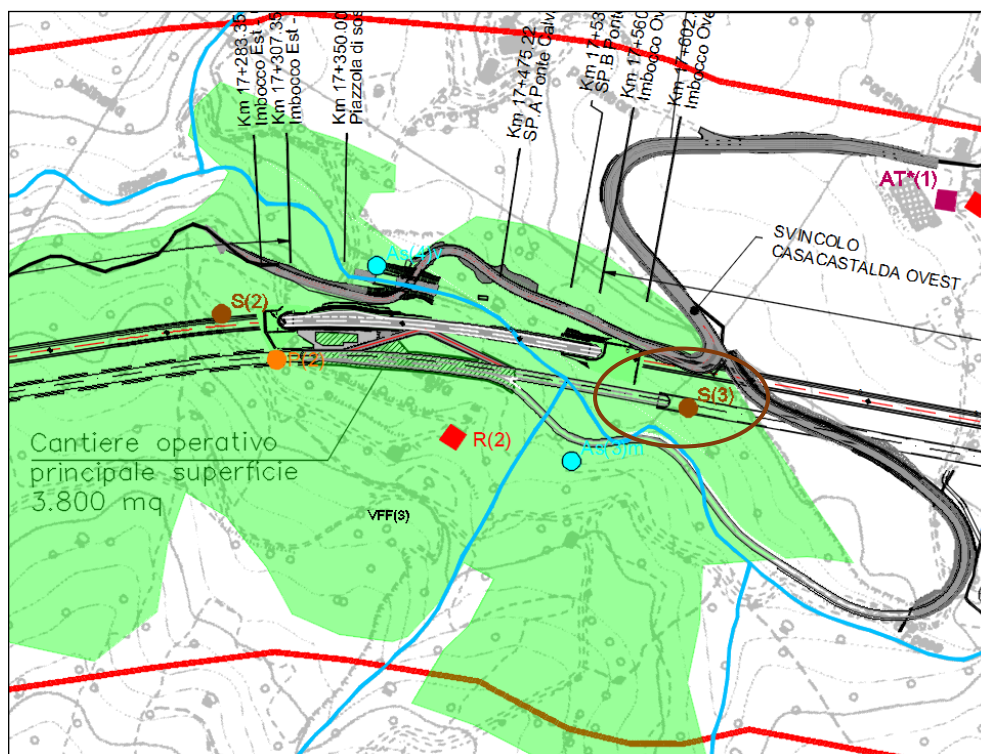 Km 17+283.35
Imbocco Est -
Km 17+307.35
Imbocco Est -
Km 17+350.00
Piazzola di sos
Km 17+475.22
SP.A Ponte Calv
Km 17+53
SP.B Ponte
Km 17+560
Imbocco Ove
Km 17+602.
Imbocco Ove
AT*(1)
SVINCOLO
CASACASTALDA OVEST
As(4)v
S(2)
P(2)
S(3)
R(2)
As(3)m
Cantiere operativo
principale superficie
3.800 mq
VFF(3)